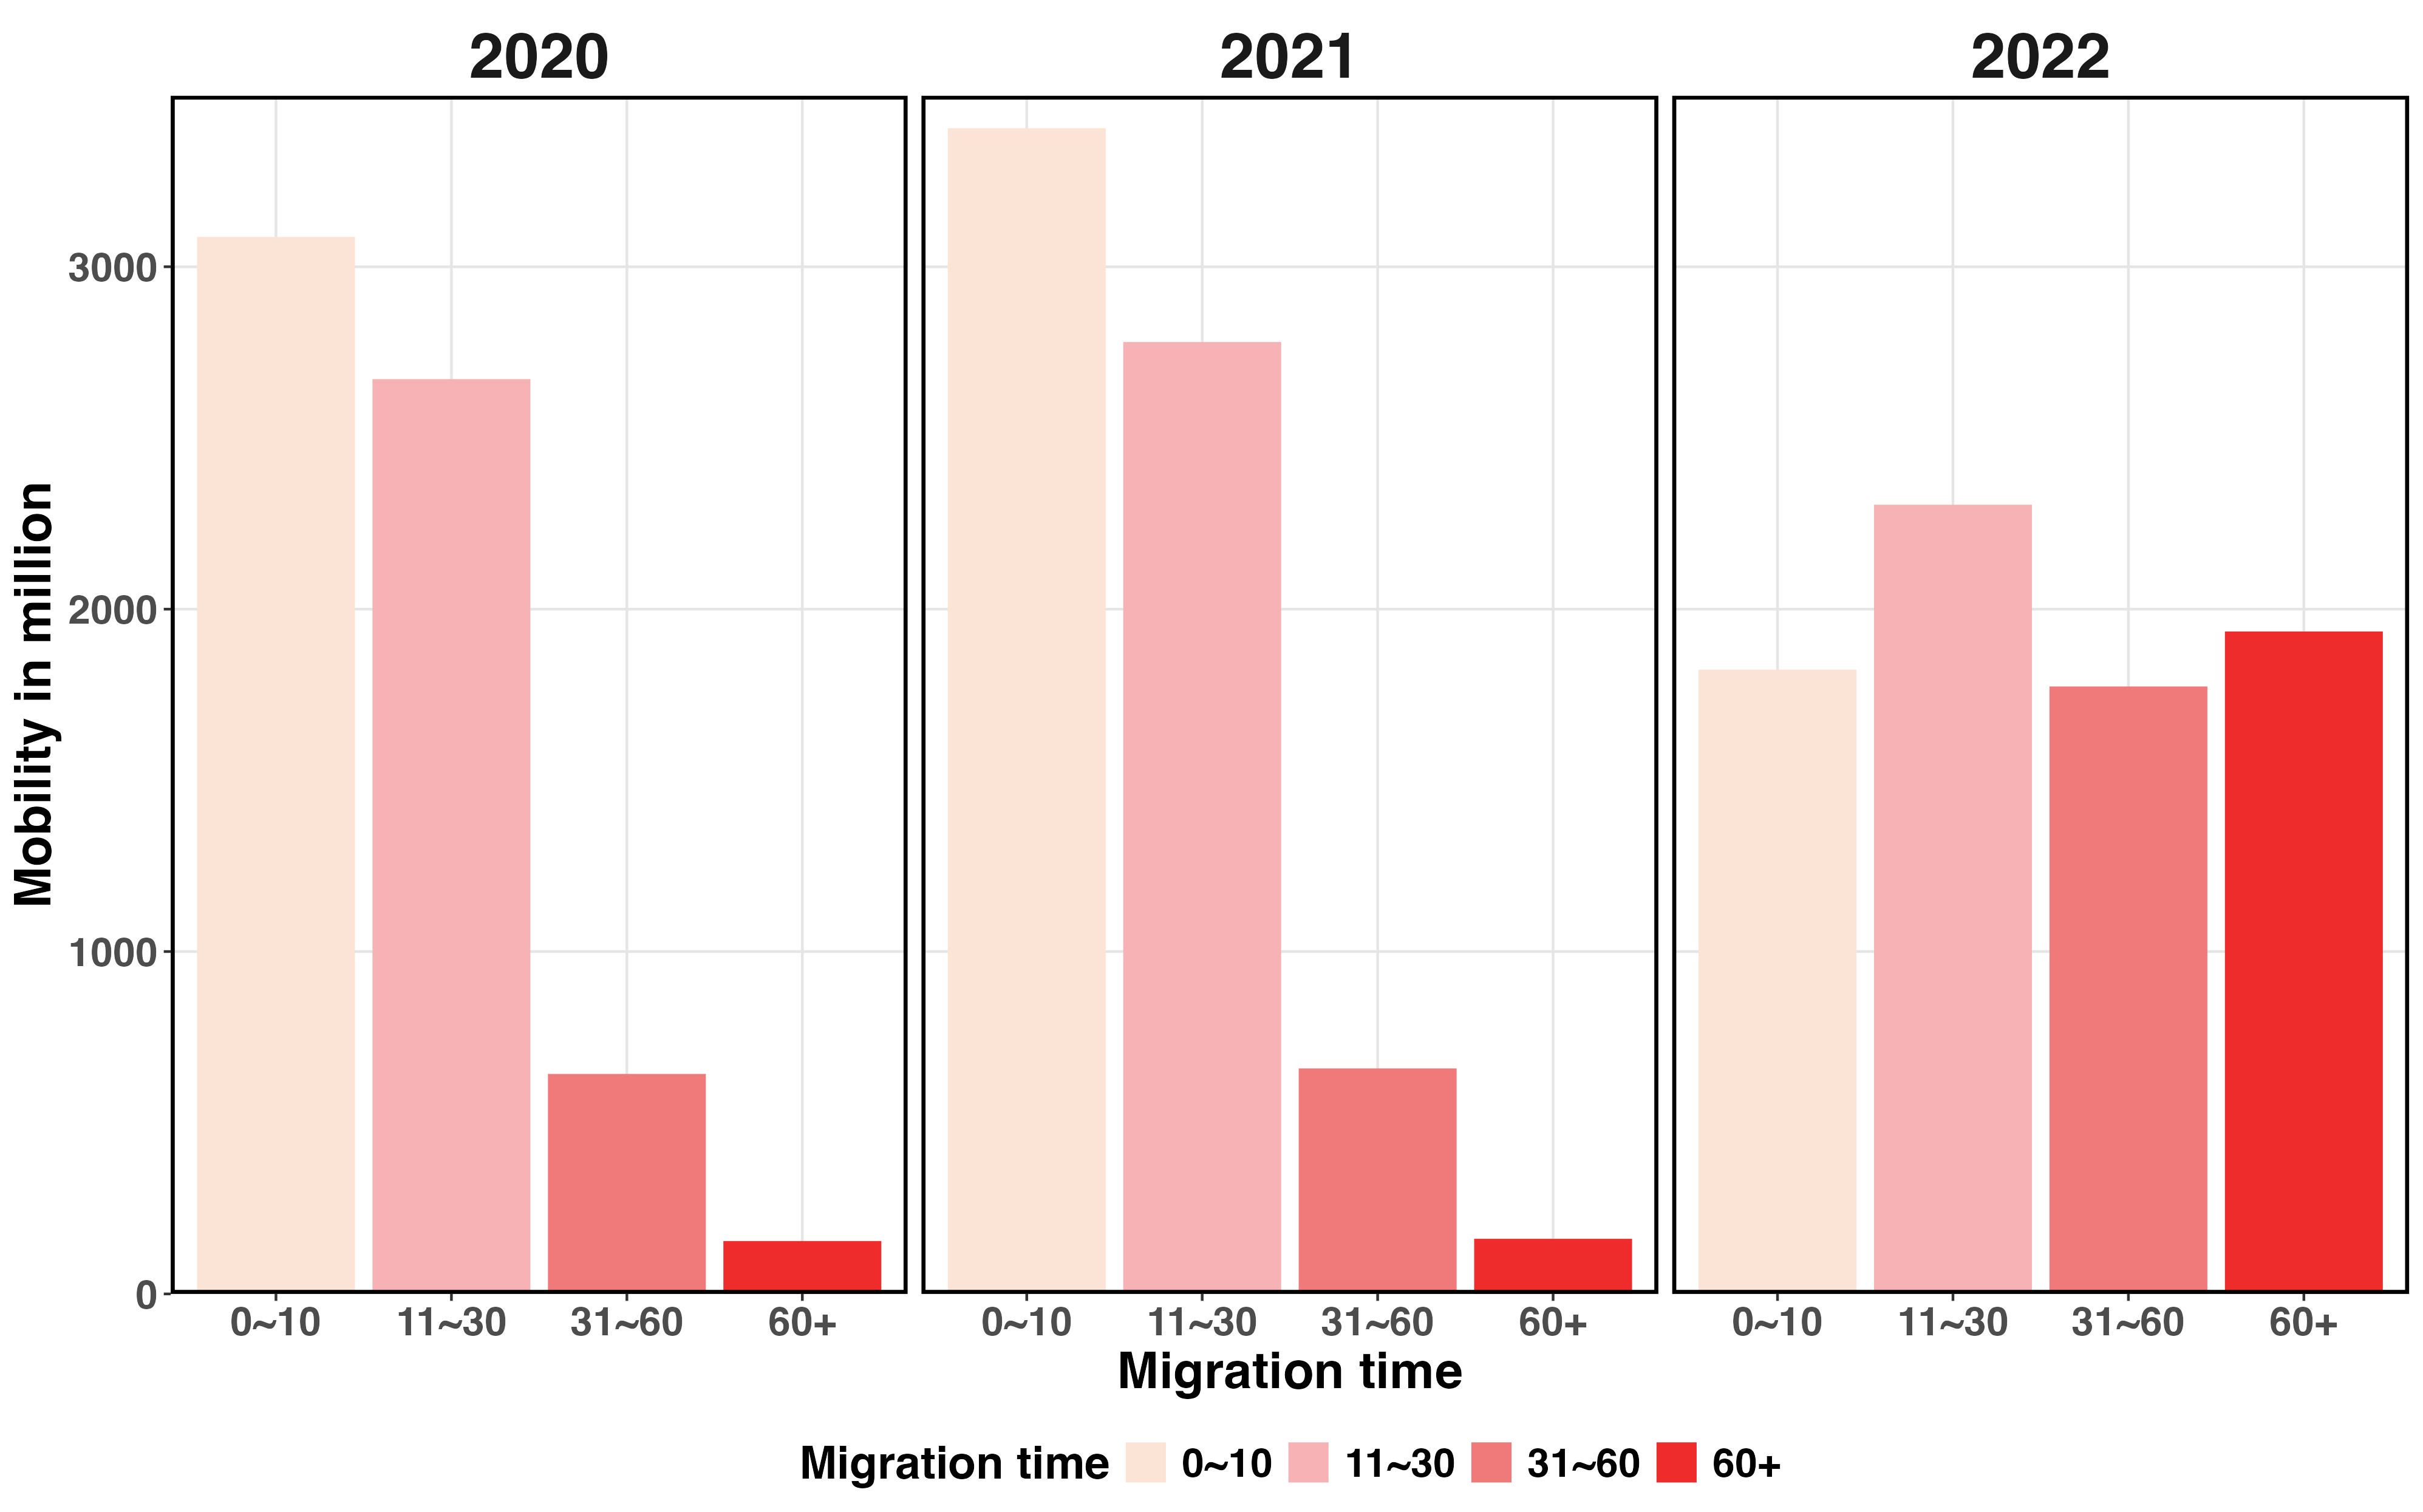 2020 2021 2022
Mobility in million
3000
2000
1000
0
0~10 11~30 31~60 60+ 0~10 11~30 31~60 60+ 0~10 11~30 31~60 60+
Migration time
Migration time 0~10 11~30 31~60 60+